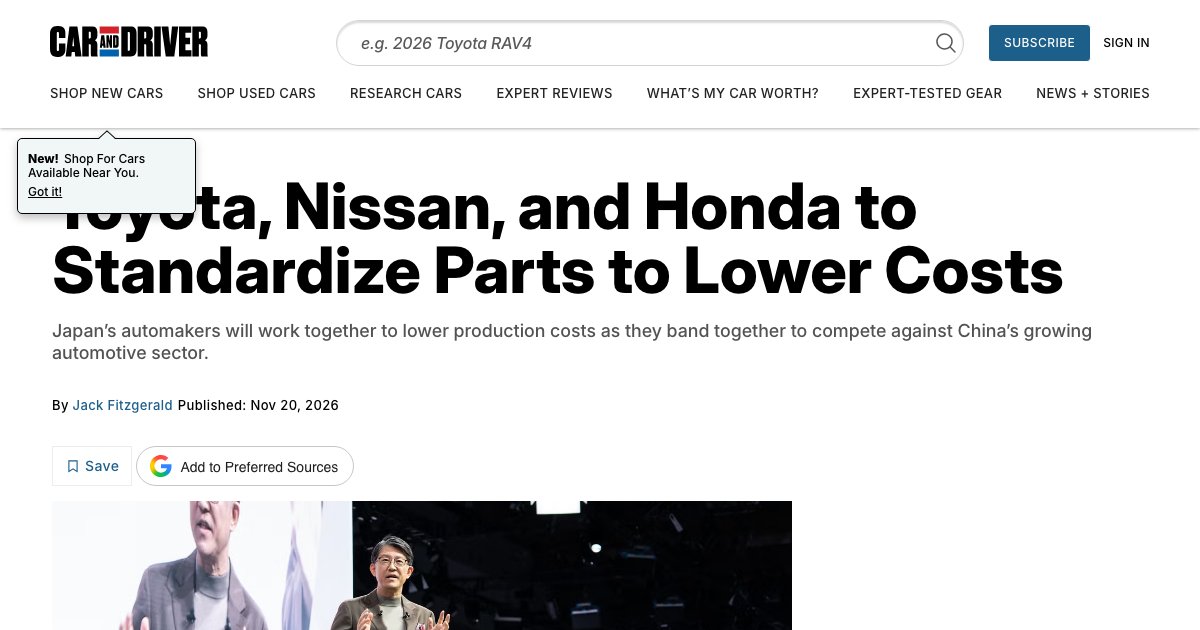 CAR AND DRIVER
e.g. 2026 Toyota RAV4
SUBSCRIBE
SIGN IN
SHOP NEW CARS
SHOP USED CARS
RESEARCH CARS
EXPERT REVIEWS
WHAT'S MY CAR WORTH?
EXPERT-TESTED GEAR
NEWS + STORIES
New! Shop For Cars
Available Near You.
Got it!
Toyota, Nissan, and Honda to
Standardize Parts to Lower Costs
Japan's automakers will work together to lower production costs as they band together to compete against China's growing
automotive sector.
By Jack Fitzgerald Published: Nov 20, 2026
Save
Add to Preferred Sources